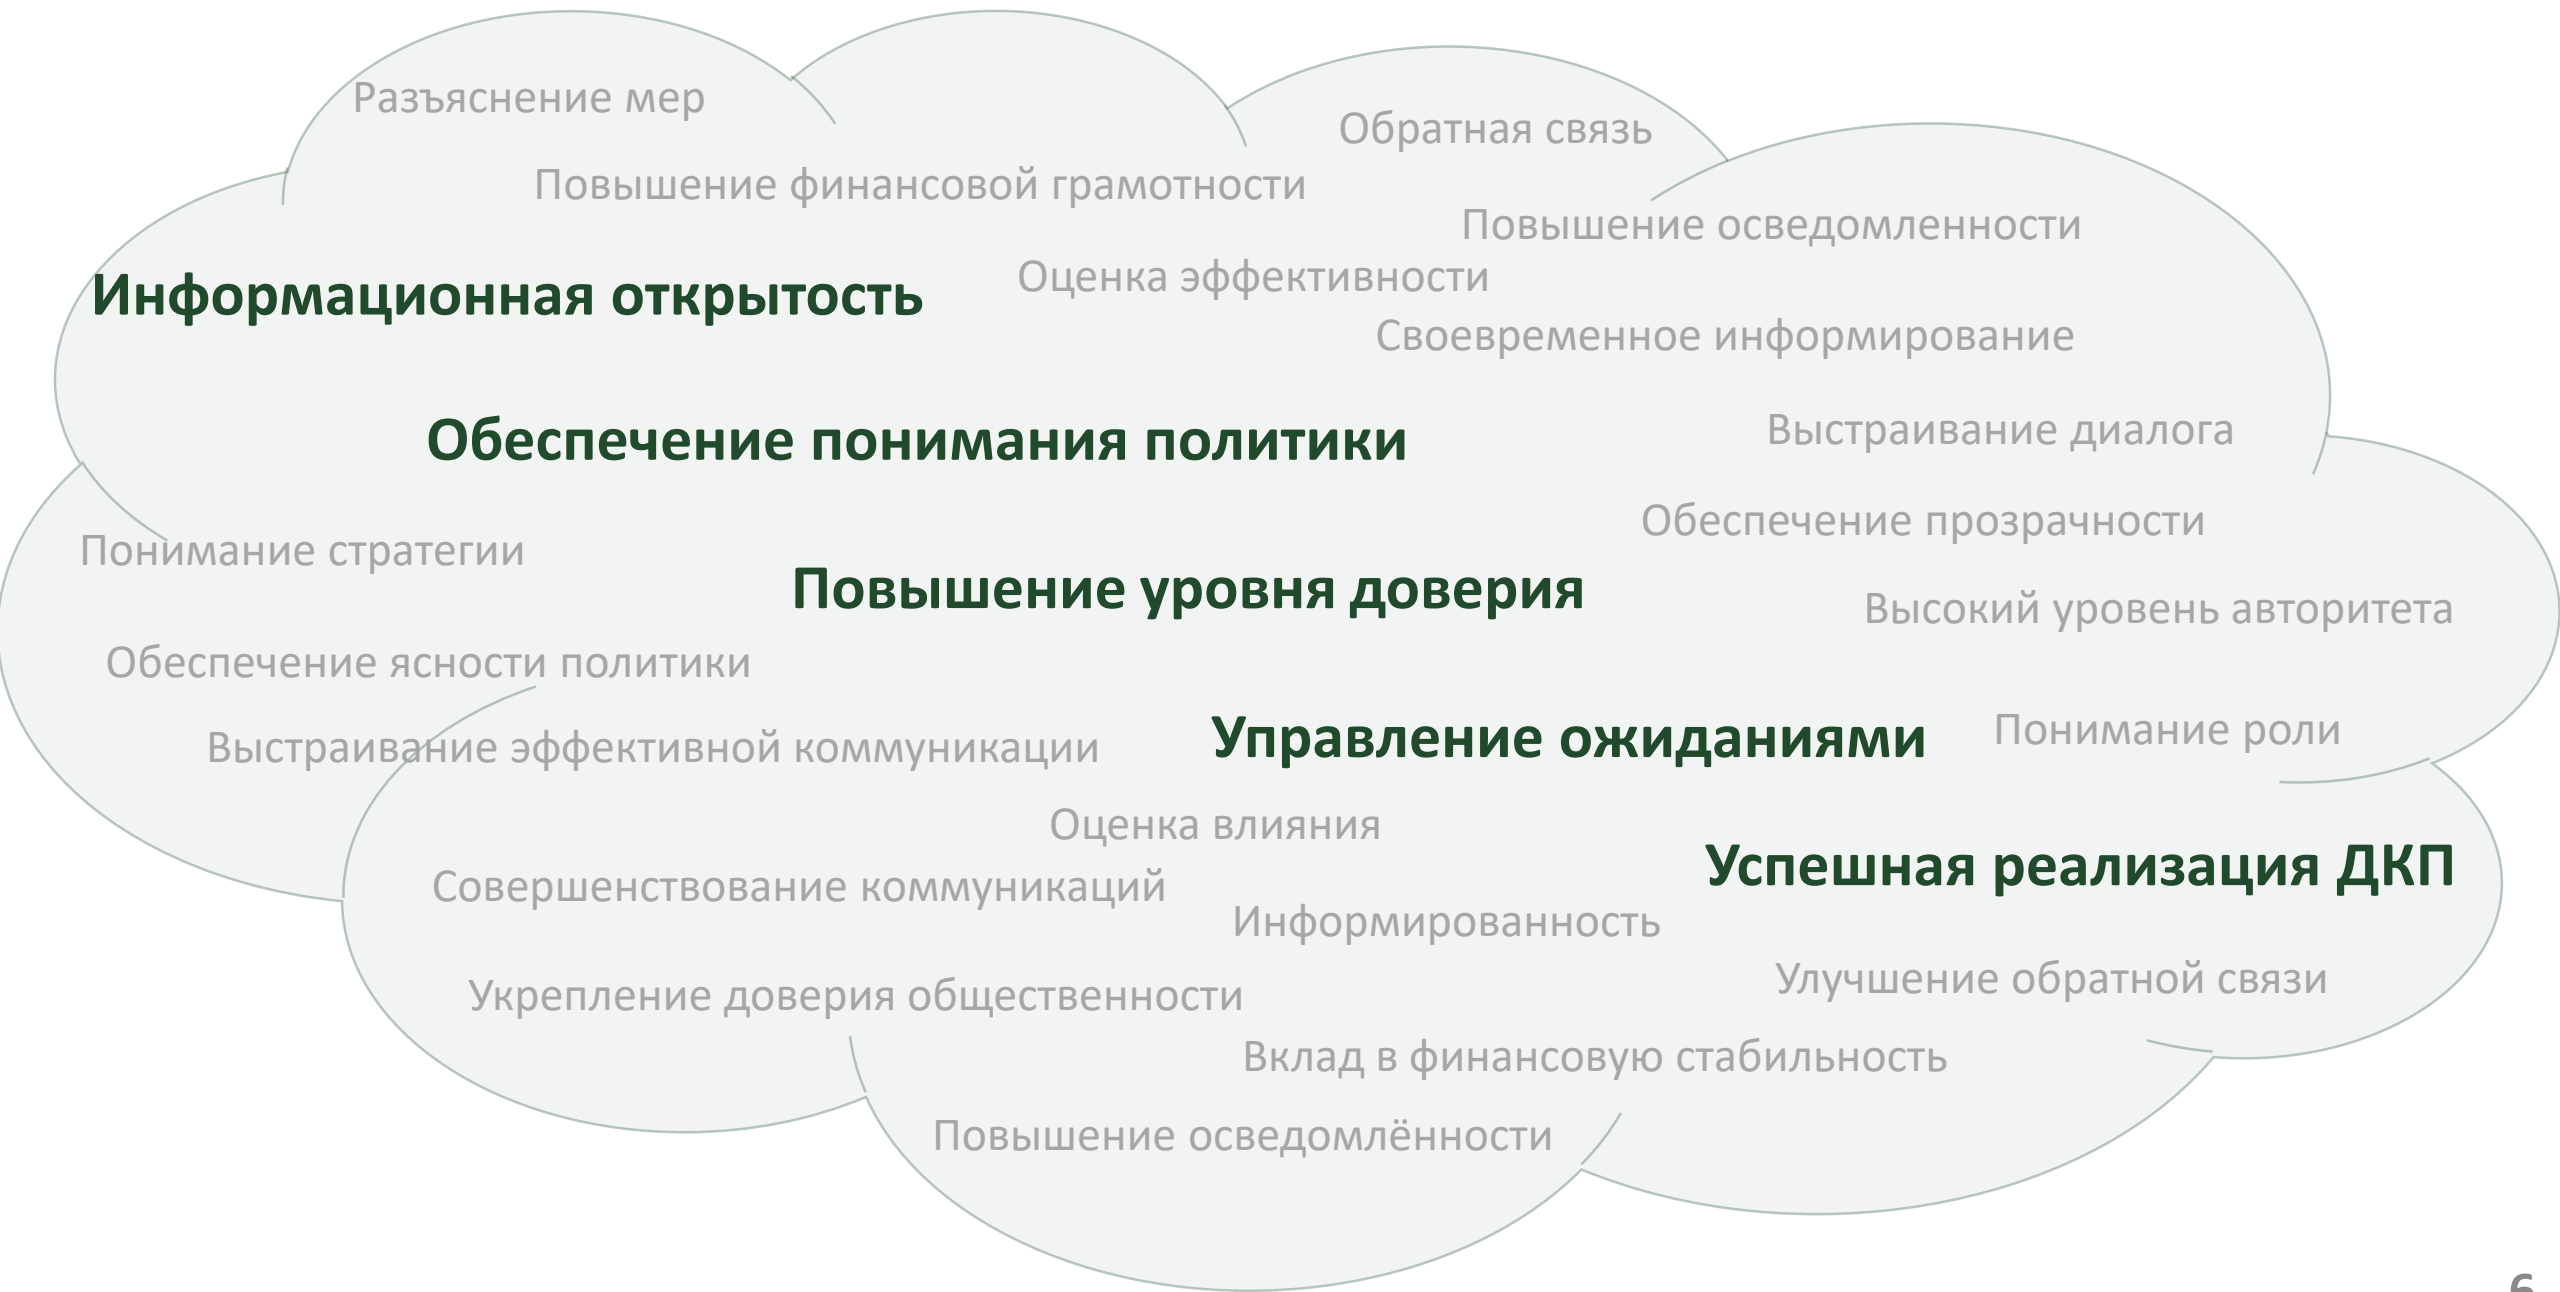 Разъяснение мер
Обратная связь
Повышение финансовой грамотности
Повышение осведомленности
Оценка эффективности
Информационная открытость
Своевременное информирование
Выстраивание диалога
Обеспечение понимания политики
Обеспечение прозрачности
Понимание стратегии
Повышение уровня доверия
Высокий уровень авторитета
Обеспечение ясности политики
Понимание роли
Управление ожиданиями
Выстраивание эффективной коммуникации
Оценка влияния
Успешная реализация ДКП
Совершенствование коммуникаций
Информированность
Улучшение обратной связи
Укрепление доверия общественности
Вклад в финансовую стабильность
Повышение осведомлённости
6